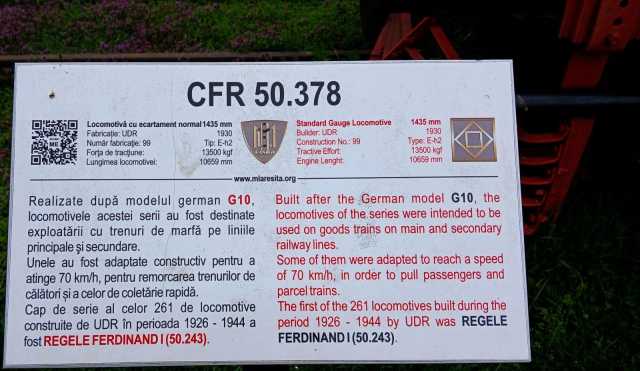 CFR 50.378
Locomotivă cu ecartament normal 1435 mm
Fabricație: UDR 1930
Număr fabricație: 99 Tip: E-h2
Forța de tracțiune: 13500 kgf
Lungimea locomotivei: 10659 mm
Standard Gauge Locomotive 1435 mm
Builder: UDR 1930
Construction No.: 99 Type: E-h2
Tractive Effort: 13500 kgf
Engine Lenght: 10659 mm
www.mlaresita.org
Realizate după modelul german G10,
locomotivele acestei serii au fost destinate
exploatării cu trenuri de marfă pe liniile
principale și secundare.
Unele au fost adaptate constructiv pentru a
atinge 70 km/h, pentru remorcarea trenurilor de
călători și a celor de coletărie rapidă.
Cap de serie al celor 261 de locomotive
construite de UDR în perioada 1926 - 1944 a
fost REGELE FERDINAND I (50.243).
Built after the German model G10, the
locomotives of the series were intended to be
used on goods trains on main and secondary
railway lines.
Some of them were adapted to reach a speed
of 70 km/h, in order to pull passengers and
parcel trains.
The first of the 261 locomotives built during the
period 1926 - 1944 by UDR was REGELE
FERDINAND I (50.243).